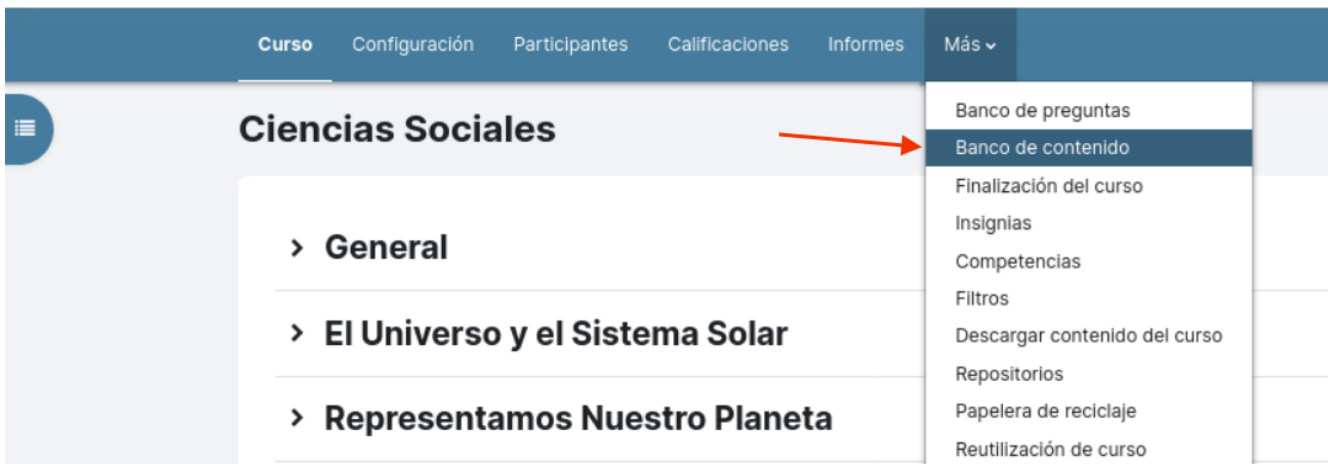 Curso Configuración Participantes Calificaciones Informes Más
Ciencias Sociales
General
El Universo y el Sistema Solar
Representamos Nuestro Planeta
Banco de preguntas
Banco de contenido
Finalización del curso
Insignias
Competencias
Filtros
Descargar contenido del curso
Repositorios
Papelera de reciclaje
Reutilización de curso